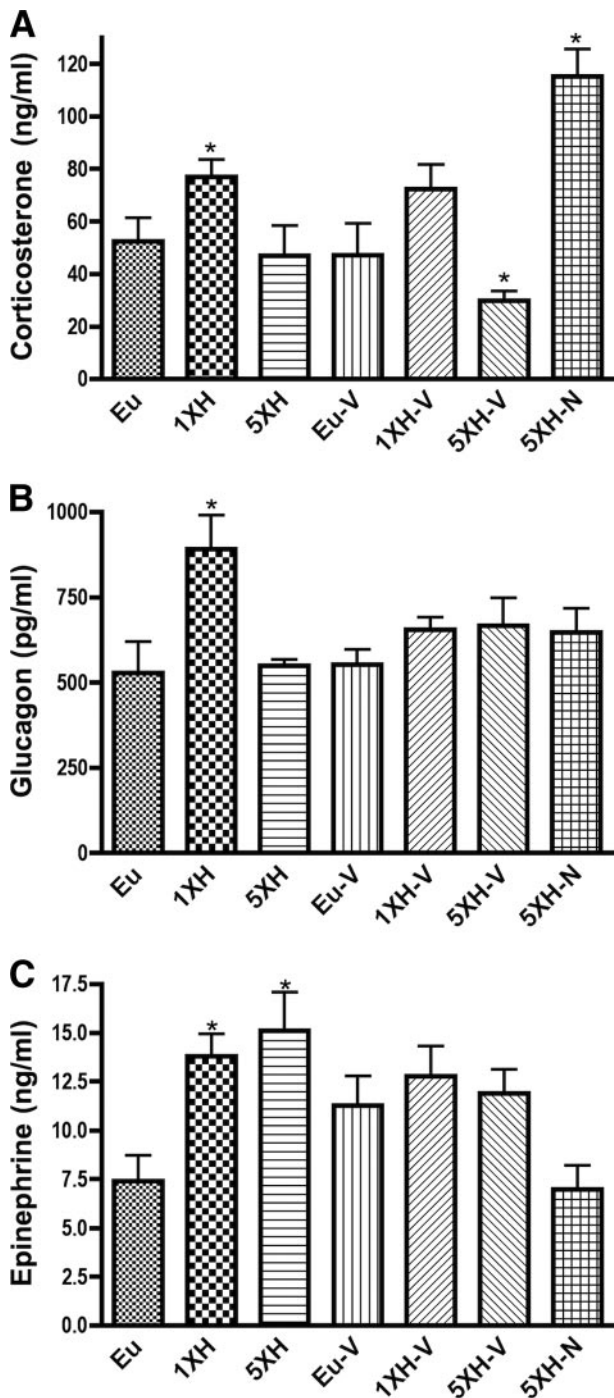 A
Corticosterone (ng/ml)
120
100
80
60
40
20
0
*
*
*
Eu
1XH
5XH
Eu-V
1XH-V
5XH-V
5XH-N
B
Glucagon (pg/ml)
1000
750
500
250
0
*
Eu
1XH
5XH
Eu-V
1XH-V
5XH-V
5XH-N
C
Epinephrine (ng/ml)
17.5
15.0
12.5
10.0
7.5
5.0
2.5
0.0
*
*
Eu
1XH
5XH
Eu-V
1XH-V
5XH-V
5XH-N